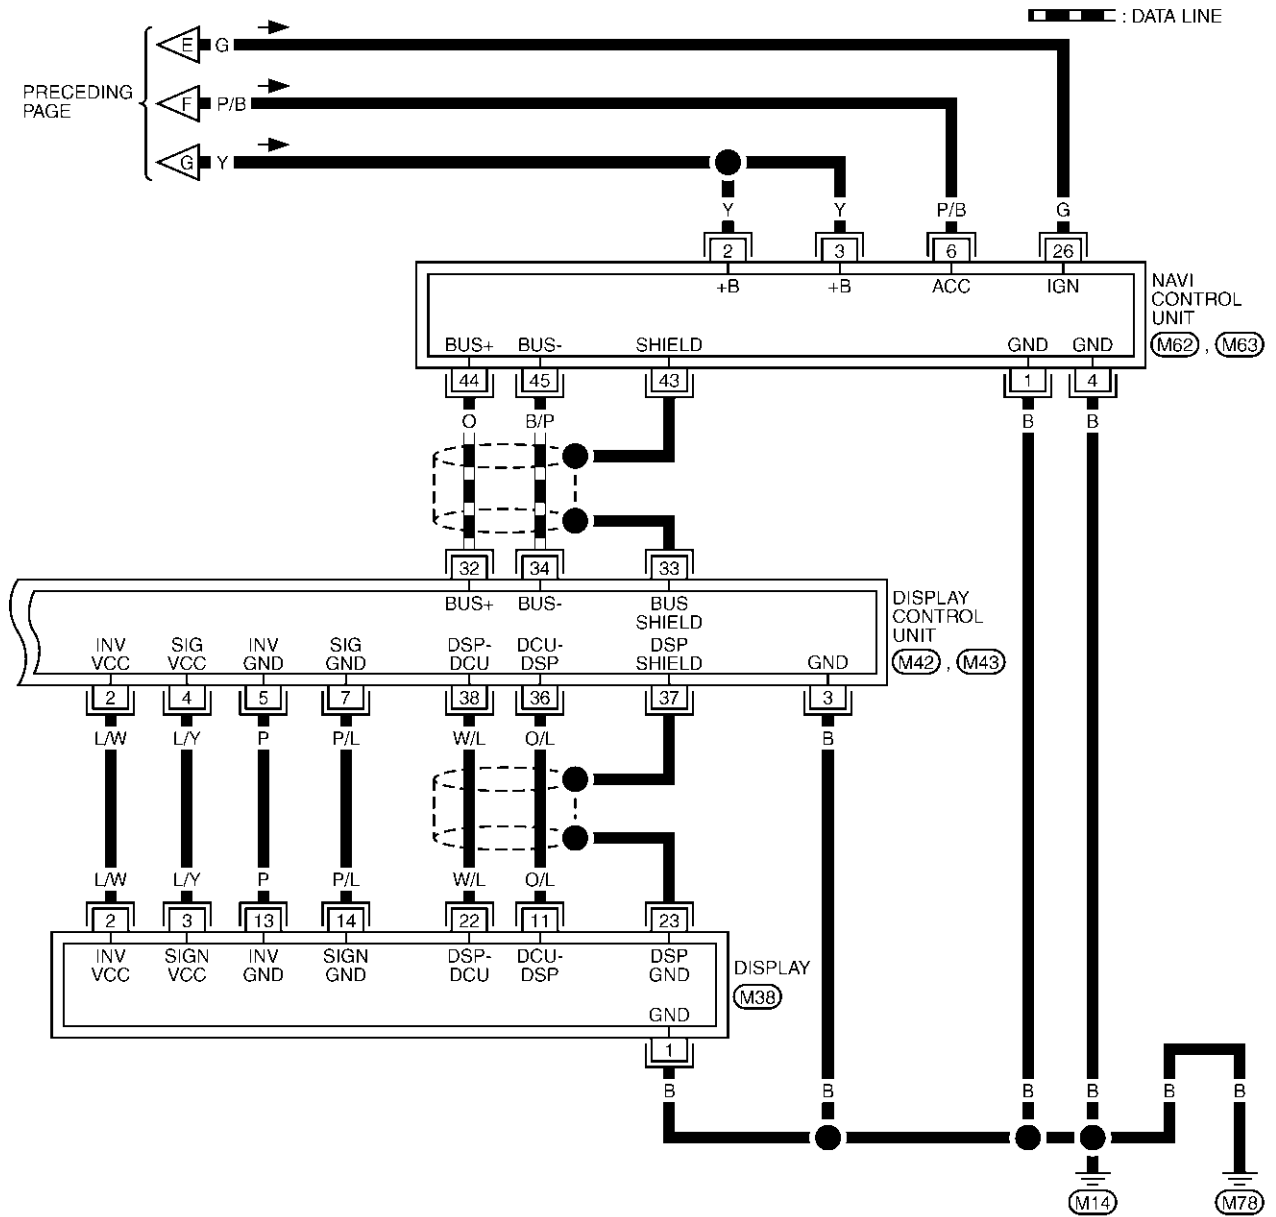 : DATA LINE
PRECEDING
PAGE
E G
F P/B
G Y
Y Y P/B G
2 3 6 26
+B +B ACC IGN
NAVI
CONTROL
UNIT
M62 , M63
BUS+ BUS- SHIELD GND GND
44 45 43 1 4
O B/P B B
32 34 33
BUS+ BUS- BUS
SHIELD
DISPLAY
CONTROL
UNIT
M42 , M43
INV SIG INV SIG DSP- DCU- DSP
VCC VCC GND GND DCU DSP SHIELD GND
2 4 5 7 38 36 37 3
L/W L/Y P P/L W/L O/L B
L/W L/Y P P/L W/L O/L
2 3 13 14 22 11 23
INV SIGN INV SIGN DSP- DCU- DSP
VCC VCC GND GND DCU DSP GND
DISPLAY
M38
GND
1
B B B B B B
M14 M78